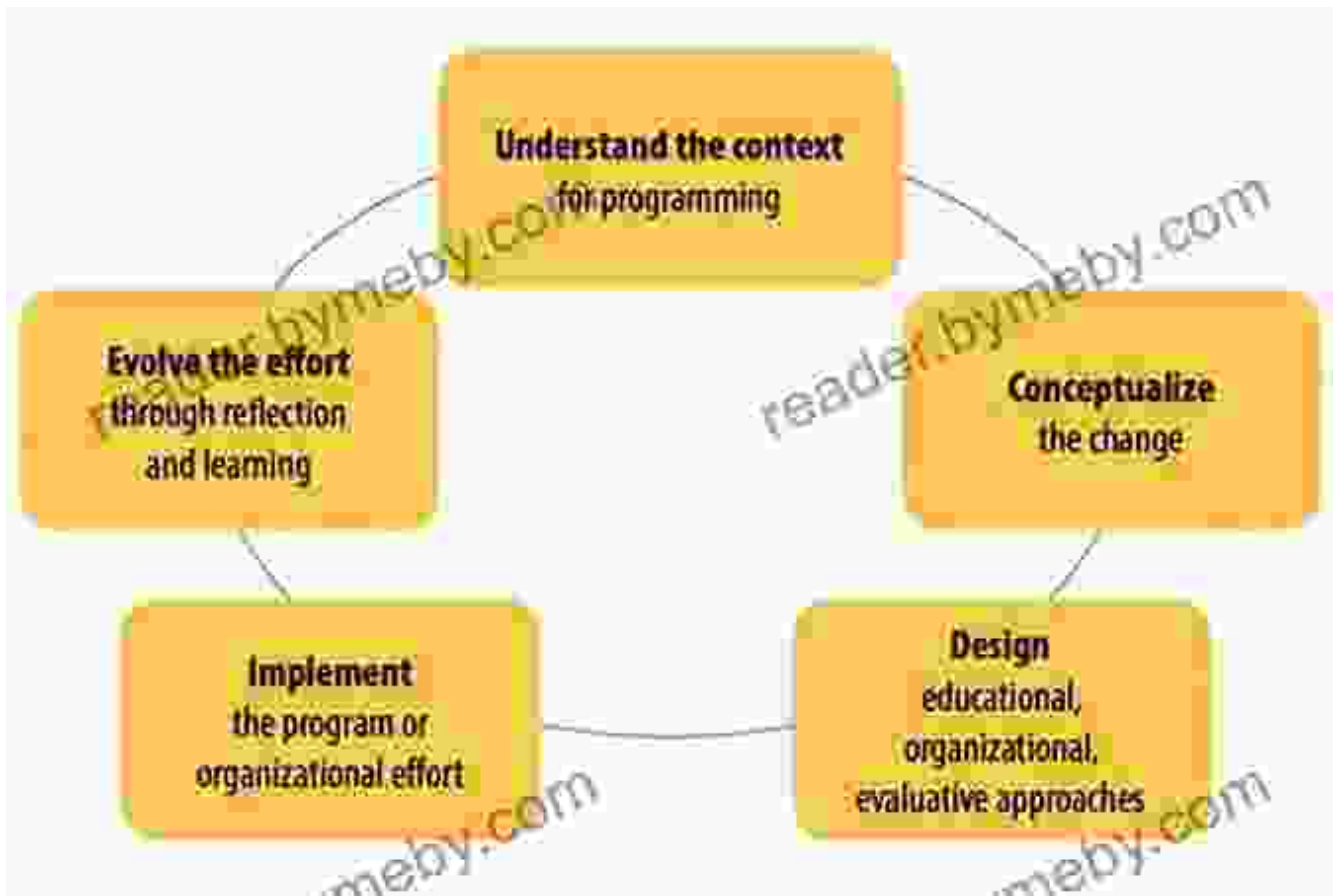 Understand the context
for programming
Conceptualize
the change
Design
educational,
organizational,
evaluative approaches
Implement
the program or
organizational effort
Evolve the effort
through reflection
and learning
reader.bymeby.com
reader.bymeby.com
bymeby.com
meby.com